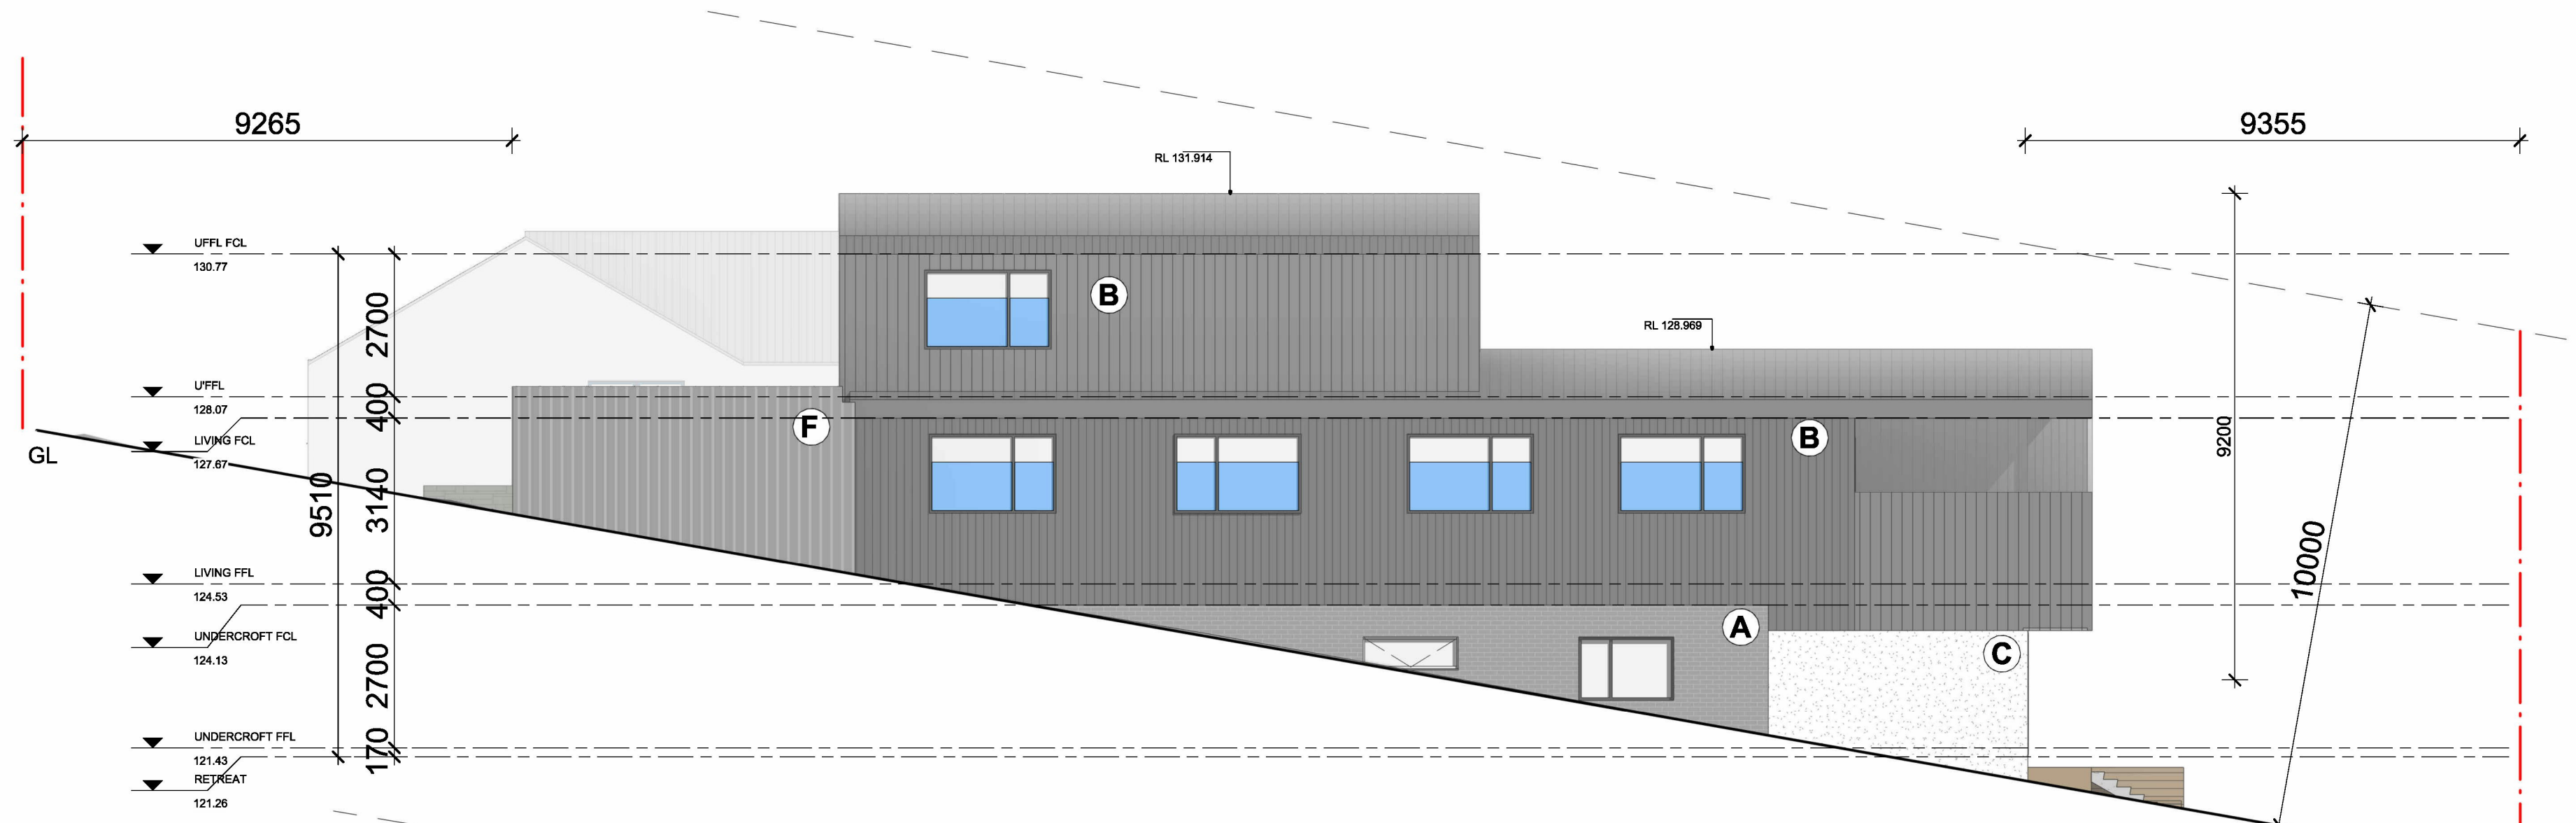 9265
9355
RL 131.914
UFFL FCL
130.77
B
2700
RL 128.969
U'FFL
128.07
400
F
B
LIVING FCL
127.67
GL
9200
9510
3140
10000
LIVING FFL
124.53
400
A
UNDERCROFT FCL
124.13
C
2700
UNDERCROFT FFL
121.43
170
RETREAT
121.26